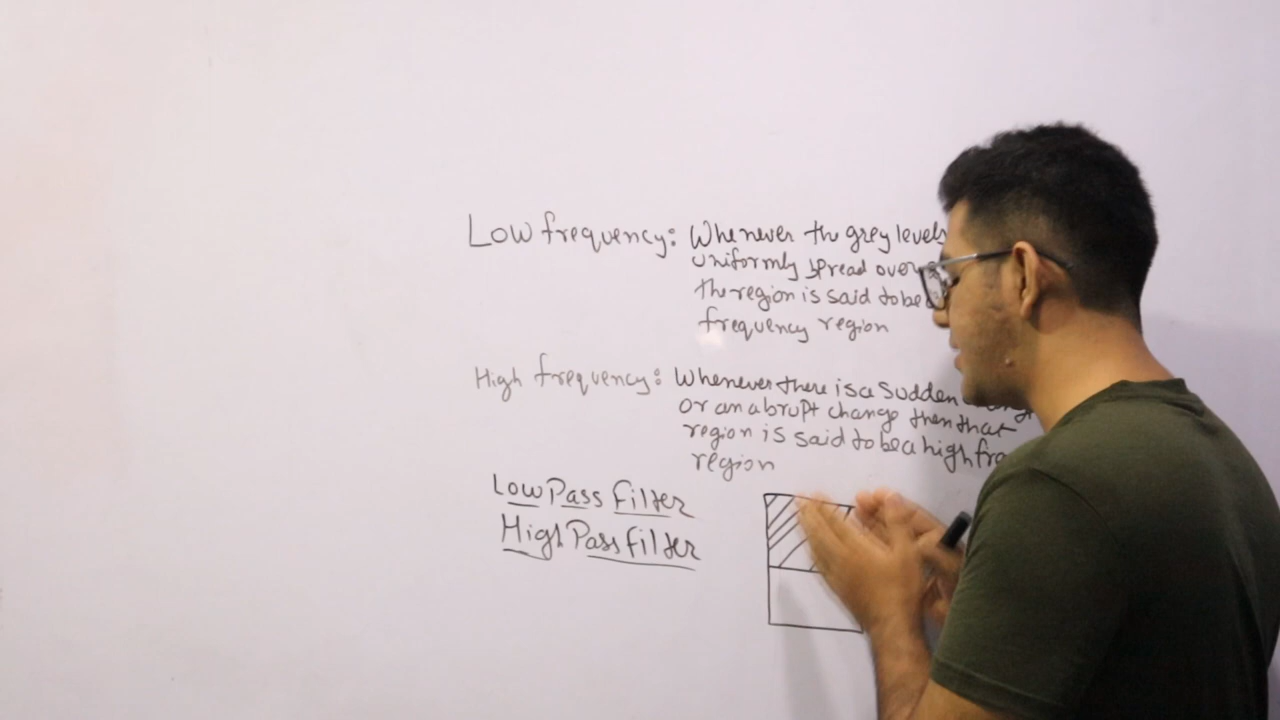 Low frequency: Whenever the grey levels
uniformly spread over
the region is said to be
frequency region
High frequency: Whenever there is a Sudden
or an abrupt change then that
region is said to be a high fre
region
Low Pass filter
High Pass filter